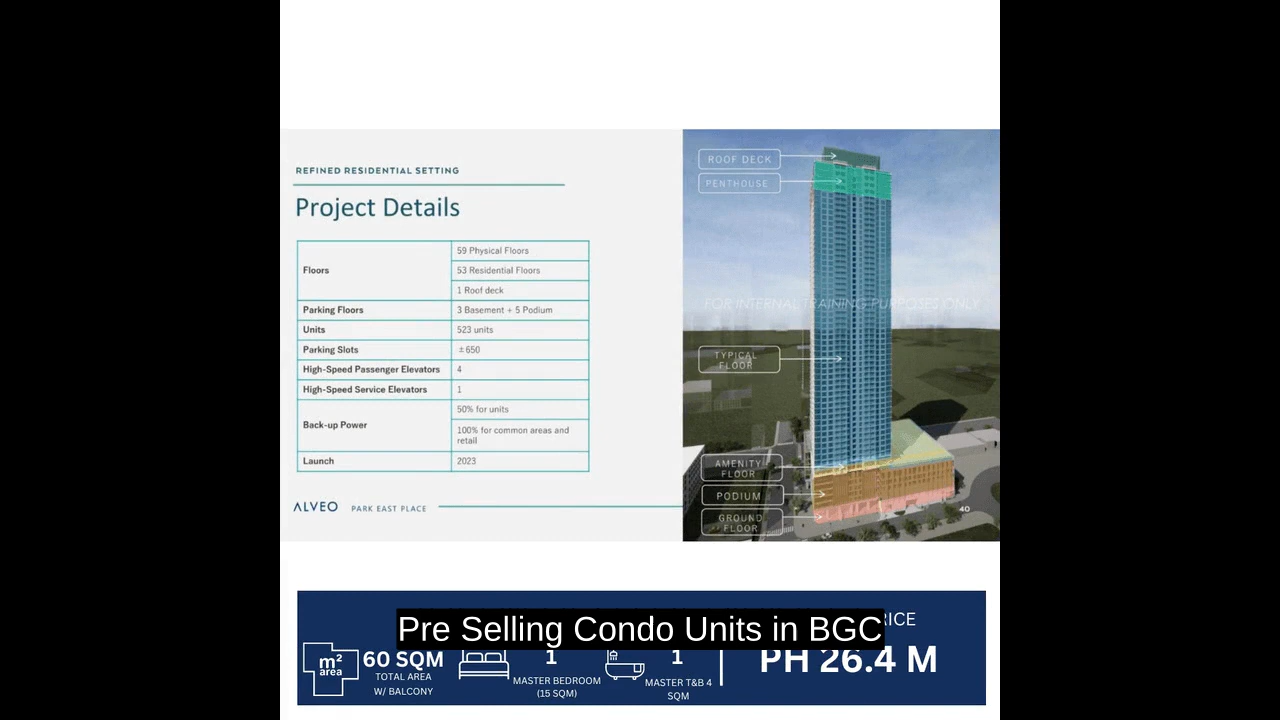 REFINED RESIDENTIAL SETTING
Project Details
Floors
59 Physical Floors
53 Residential Floors
1 Roof deck
Parking Floors 3 Basement + 5 Podium
Units 523 units
Parking Slots ±650
High-Speed Passenger Elevators 4
High-Speed Service Elevators 1
Back-up Power
50% for units
100% for common areas and
retail
Launch 2023
ALVEO PARK EAST PLACE
ROOF DECK
PENTHOUSE
FOR INTERNAL TRAINING PURPOSES ONLY
TYPICAL
FLOOR
AMENITY
FLOOR
PODIUM
GROUND
FLOOR
40
Pre Selling Condo Units in BGC
m² area
60 SQM
TOTAL AREA
W/ BALCONY
1
MASTER BEDROOM
(15 SQM)
1
MASTER T&B 4
SQM
PH 26.4 M